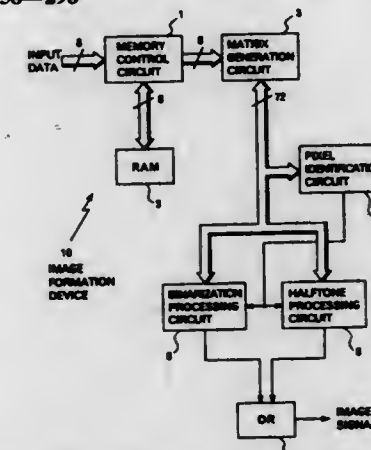 1
3
INPUT
DATA
8
MEMORY
CONTROL
CIRCUIT
8
MATRIX
GENERATION
CIRCUIT
8
72
RAM
PIXEL
IDENTIFICATION
CIRCUIT
10
IMAGE
FORMATION
DEVICE
BINARIZATION
PROCESSING
CIRCUIT
HALFTONE
PROCESSING
CIRCUIT
OR
IMAGE
SIGNAL